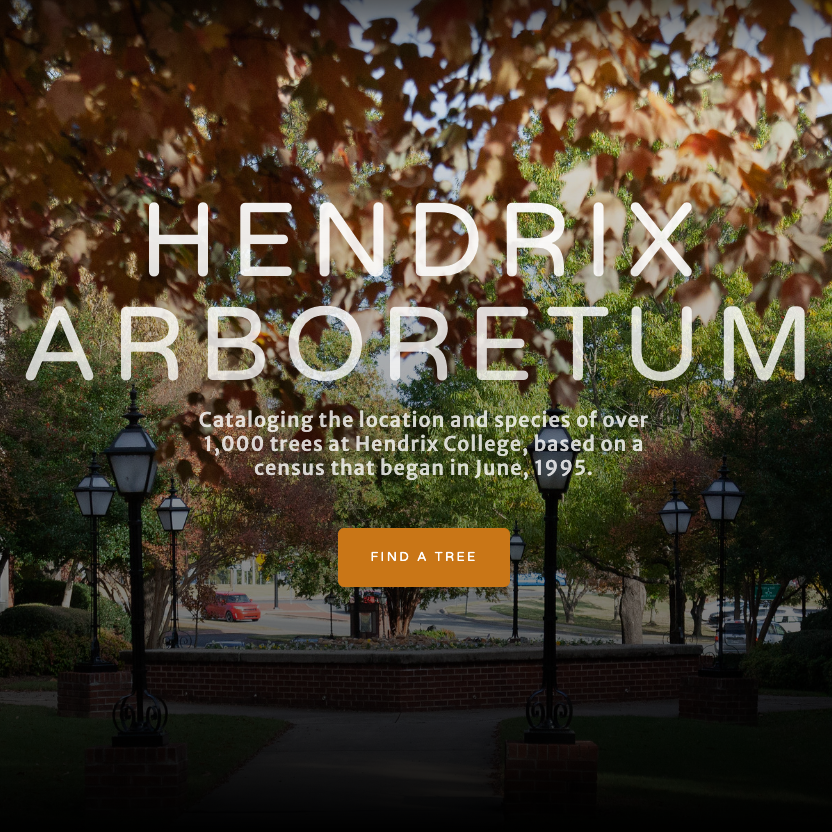 HENDRIX
ARBORETUM
Cataloging the location and species of over
1,000 trees at Hendrix College, based on a
census that began in June, 1995.
FIND A TREE